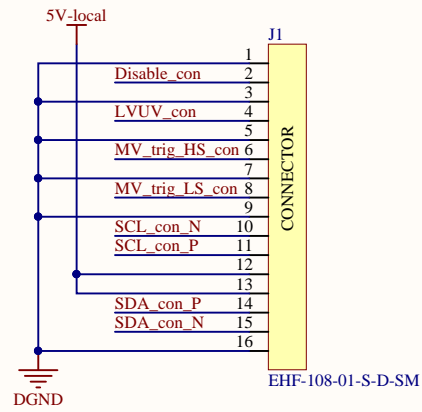 5V-local
J1
1
Disable_con 2
3
LVUV_con 4
5
MV_trig_HS_con 6
7
MV_trig_LS_con 8
9
SCL_con_N 10
SCL_con_P 11
12
13
SDA_con_P 14
SDA_con_N 15
16
CONNECTOR
EHF-108-01-S-D-SM
DGND